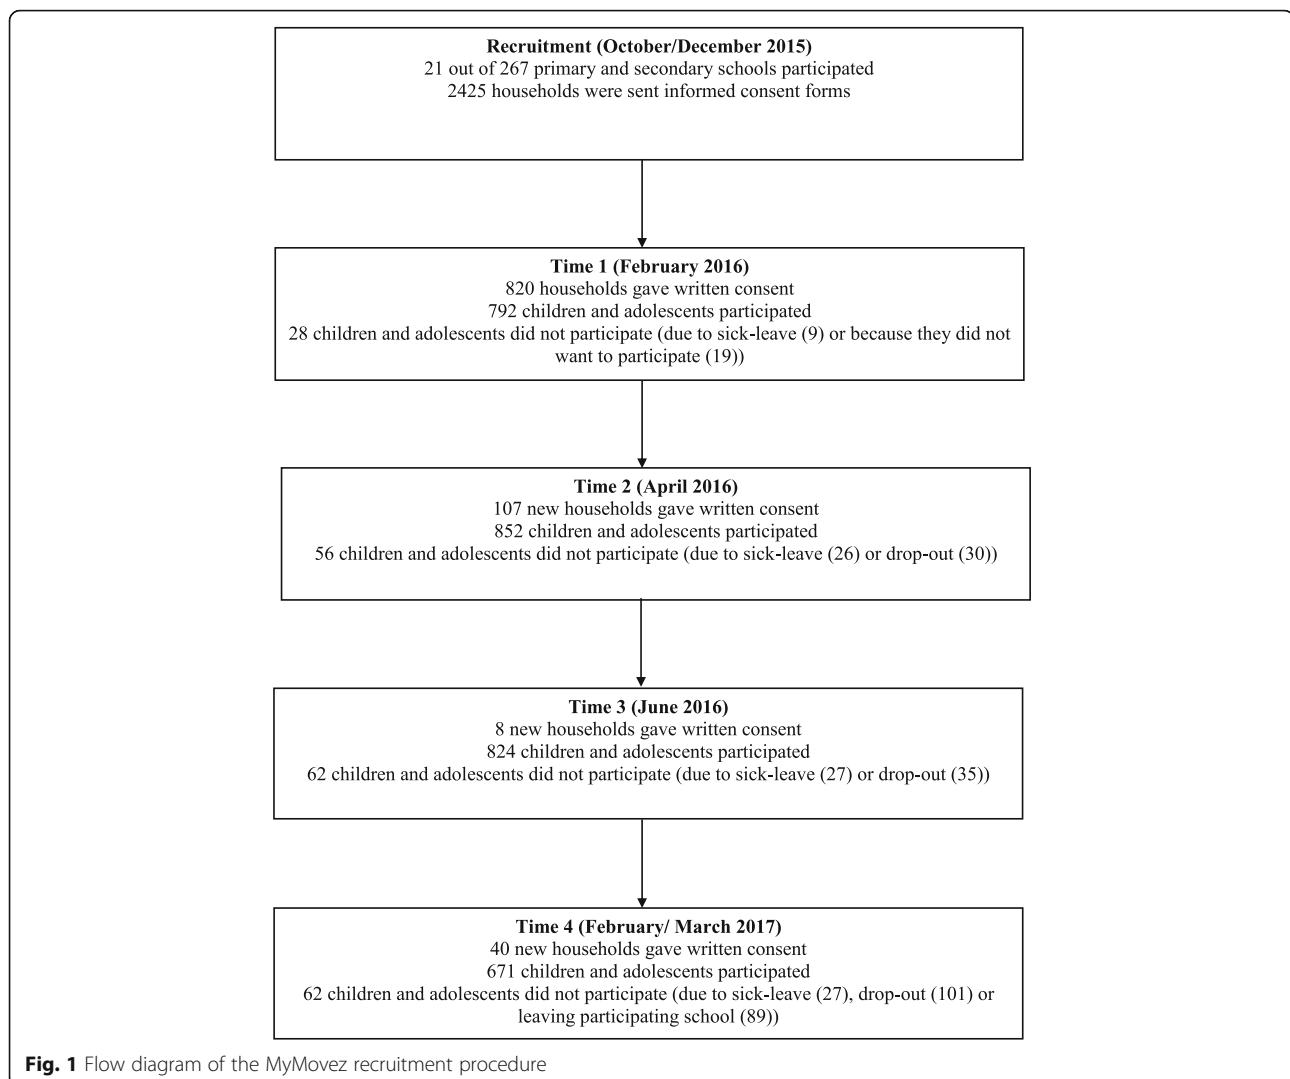 Recruitment (October/December 2015)
21 out of 267 primary and secondary schools participated
2425 households were sent informed consent forms
Time 1 (February 2016)
820 households gave written consent
792 children and adolescents participated
28 children and adolescents did not participate (due to sick-leave (9) or because they did not
want to participate (19))
Time 2 (April 2016)
107 new households gave written consent
852 children and adolescents participated
56 children and adolescents did not participate (due to sick-leave (26) or drop-out (30))
Time 3 (June 2016)
8 new households gave written consent
824 children and adolescents participated
62 children and adolescents did not participate (due to sick-leave (27) or drop-out (35))
Time 4 (February/ March 2017)
40 new households gave written consent
671 children and adolescents participated
62 children and adolescents did not participate (due to sick-leave (27), drop-out (101) or
leaving participating school (89))
Fig. 1 Flow diagram of the MyMovez recruitment procedure